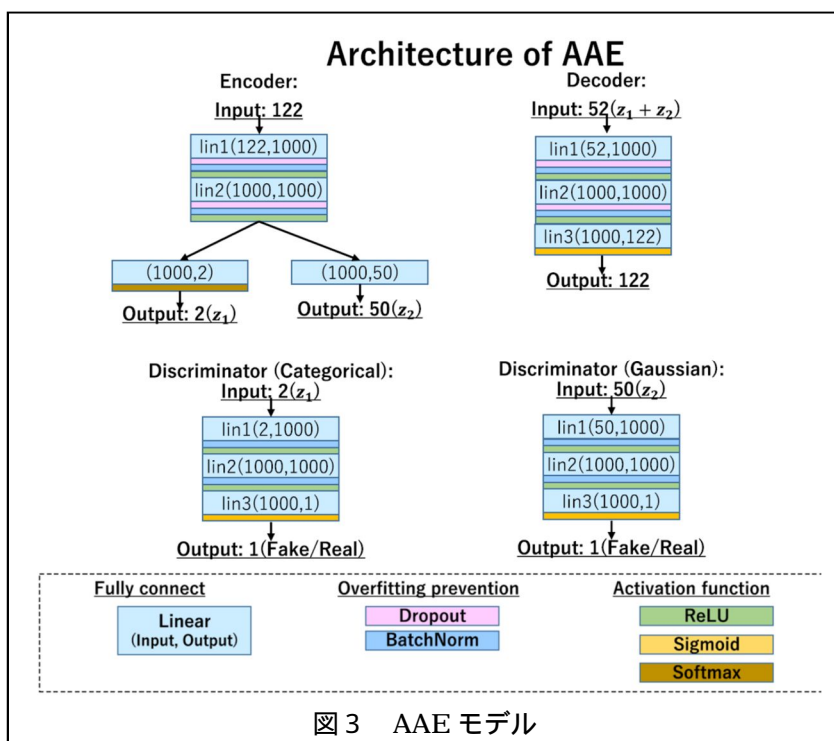 Architecture of AAE
Encoder:
Input: 122
lin1(122,1000)
lin2(1000,1000)
(1000,2)
(1000,50)
Output: 2(z₁)
Output: 50(z₂)
Decoder:
Input: 52(z₁ + z₂)
lin1(52,1000)
lin2(1000,1000)
lin3(1000,122)
Output: 122
Discriminator (Categorical):
Input: 2(z₁)
lin1(2,1000)
lin2(1000,1000)
lin3(1000,1)
Output: 1(Fake/Real)
Discriminator (Gaussian):
Input: 50(z₂)
lin1(50,1000)
lin2(1000,1000)
lin3(1000,1)
Output: 1(Fake/Real)
Fully connect
Linear
(Input, Output)
Overfitting prevention
Dropout
BatchNorm
Activation function
ReLU
Sigmoid
Softmax
図３　AAE モデル